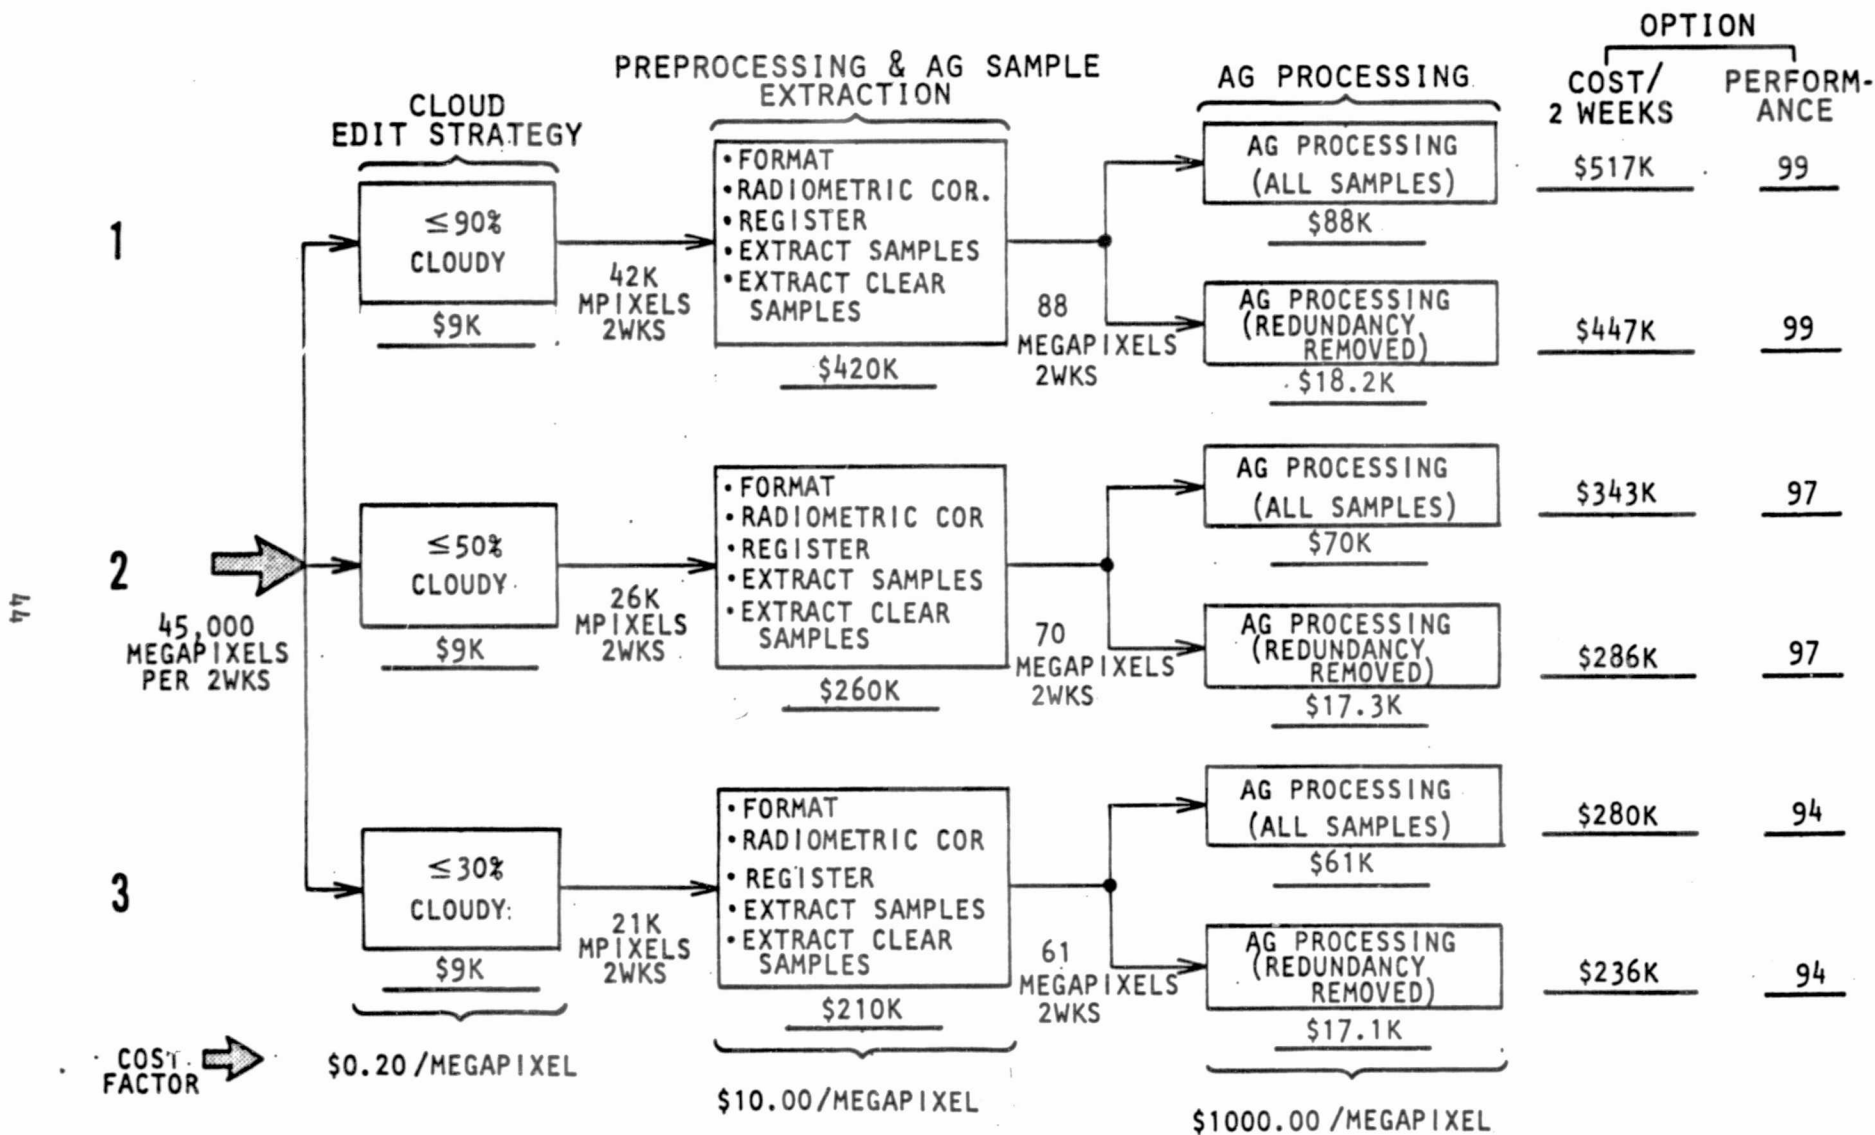 OPTION
PREPROCESSING & AG SAMPLE
EXTRACTION
AG PROCESSING
COST/
2 WEEKS
PERFORM-
ANCE
CLOUD
EDIT STRATEGY
1
≤90%
CLOUDY
$9K
42K
MPIXELS
2WKS
•FORMAT
•RADIOMETRIC COR.
•REGISTER
•EXTRACT SAMPLES
•EXTRACT CLEAR
SAMPLES
$420K
88
MEGAPIXELS
2WKS
AG PROCESSING
(ALL SAMPLES)
$88K
$517K
99
AG PROCESSING
(REDUNDANCY
REMOVED)
$18.2K
$447K
99
2
45,000
MEGAPIXELS
PER 2WKS
≤50%
CLOUDY
$9K
26K
MPIXELS
2WKS
•FORMAT
•RADIOMETRIC COR
•REGISTER
•EXTRACT SAMPLES
•EXTRACT CLEAR
SAMPLES
$260K
70
MEGAPIXELS
2WKS
AG PROCESSING
(ALL SAMPLES)
$70K
$343K
97
AG PROCESSING
(REDUNDANCY
REMOVED)
$17.3K
$286K
97
3
≤30%
CLOUDY
$9K
21K
MPIXELS
2WKS
•FORMAT
•RADIOMETRIC COR
•REGISTER
•EXTRACT SAMPLES
•EXTRACT CLEAR
SAMPLES
$210K
61
MEGAPIXELS
2WKS
AG PROCESSING
(ALL SAMPLES)
$61K
$280K
94
AG PROCESSING
(REDUNDANCY
REMOVED)
$17.1K
$236K
94
COST
FACTOR
$0.20/MEGAPIXEL
$10.00/MEGAPIXEL
$1000.00/MEGAPIXEL
44